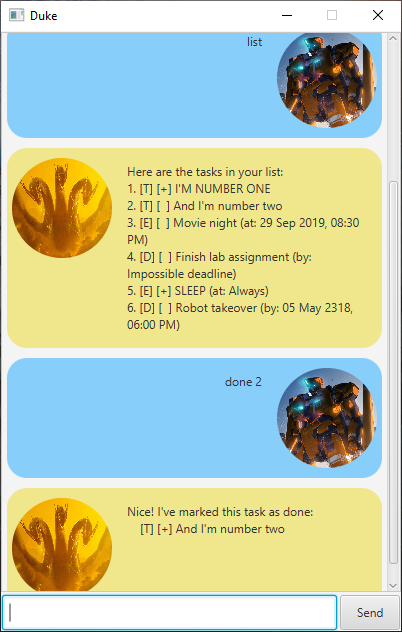 Duke
list
Here are the tasks in your list:
1. [T] [+] I'M NUMBER ONE
2. [T] [  ] And I'm number two
3. [E] [  ] Movie night (at: 29 Sep 2019, 08:30
PM)
4. [D] [  ] Finish lab assignment (by:
Impossible deadline)
5. [E] [+] SLEEP (at: Always)
6. [D] [  ] Robot takeover (by: 05 May 2318,
06:00 PM)
done 2
Nice! I've marked this task as done:
[T] [+] And I'm number two
Send